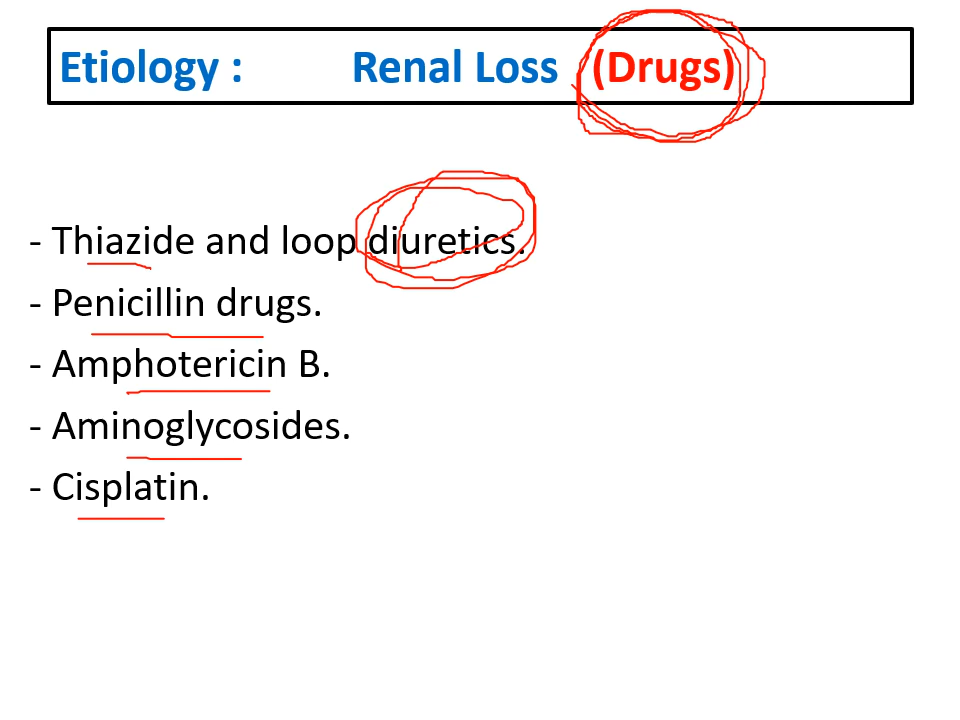 Etiology : Renal Loss (Drugs)
- Thiazide and loop diuretics.
- Penicillin drugs.
- Amphotericin B.
- Aminoglycosides.
- Cisplatin.